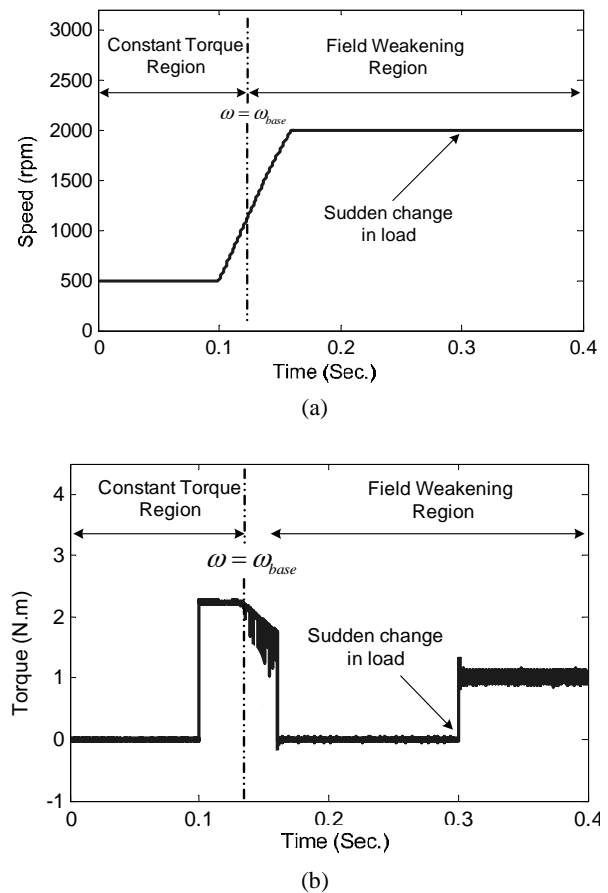 3000
Constant Torque
Region
Field Weakening
Region
2500
ω = ω_base
2000
1500
Sudden change
in load
1000
500
0
Speed (rpm)
0 0.1 0.2 0.3 0.4
Time (Sec.)
(a)
4
Constant Torque
Region
Field Weakening
Region
3
ω = ω_base
2
Sudden change
in load
1
0
-1
Torque (N.m)
0 0.1 0.2 0.3 0.4
Time (Sec.)
(b)